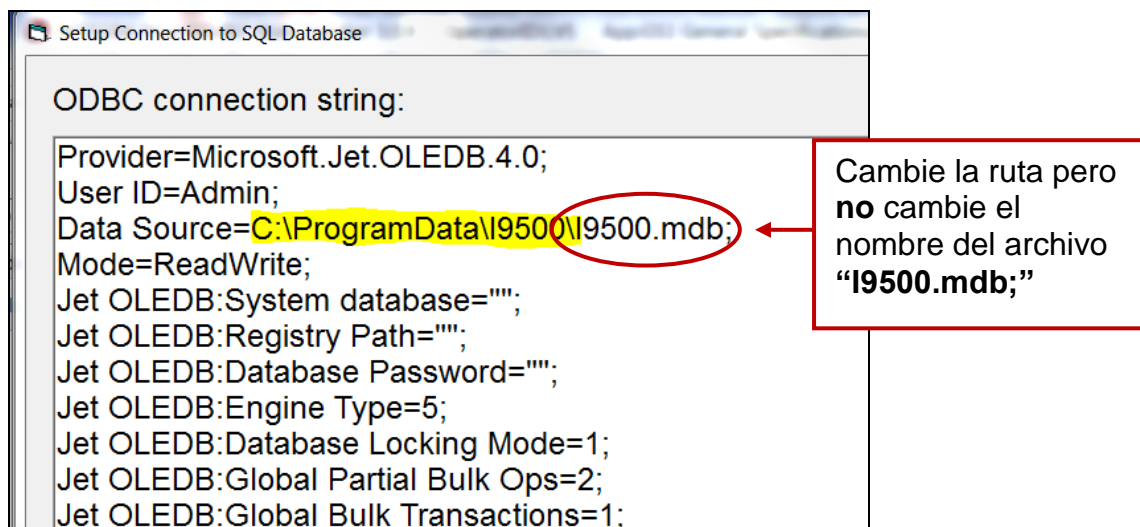 Setup Connection to SQL Database
ODBC connection string:
Provider=Microsoft.Jet.OLEDB.4.0;
User ID=Admin;
Data Source=C:\ProgramData\I9500\I9500.mdb;
Mode=ReadWrite;
Jet OLEDB:System database="";
Jet OLEDB:Registry Path="";
Jet OLEDB:Database Password="";
Jet OLEDB:Engine Type=5;
Jet OLEDB:Database Locking Mode=1;
Jet OLEDB:Global Partial Bulk Ops=2;
Jet OLEDB:Global Bulk Transactions=1;
Cambie la ruta pero
no cambie el
nombre del archivo
“I9500.mdb;”